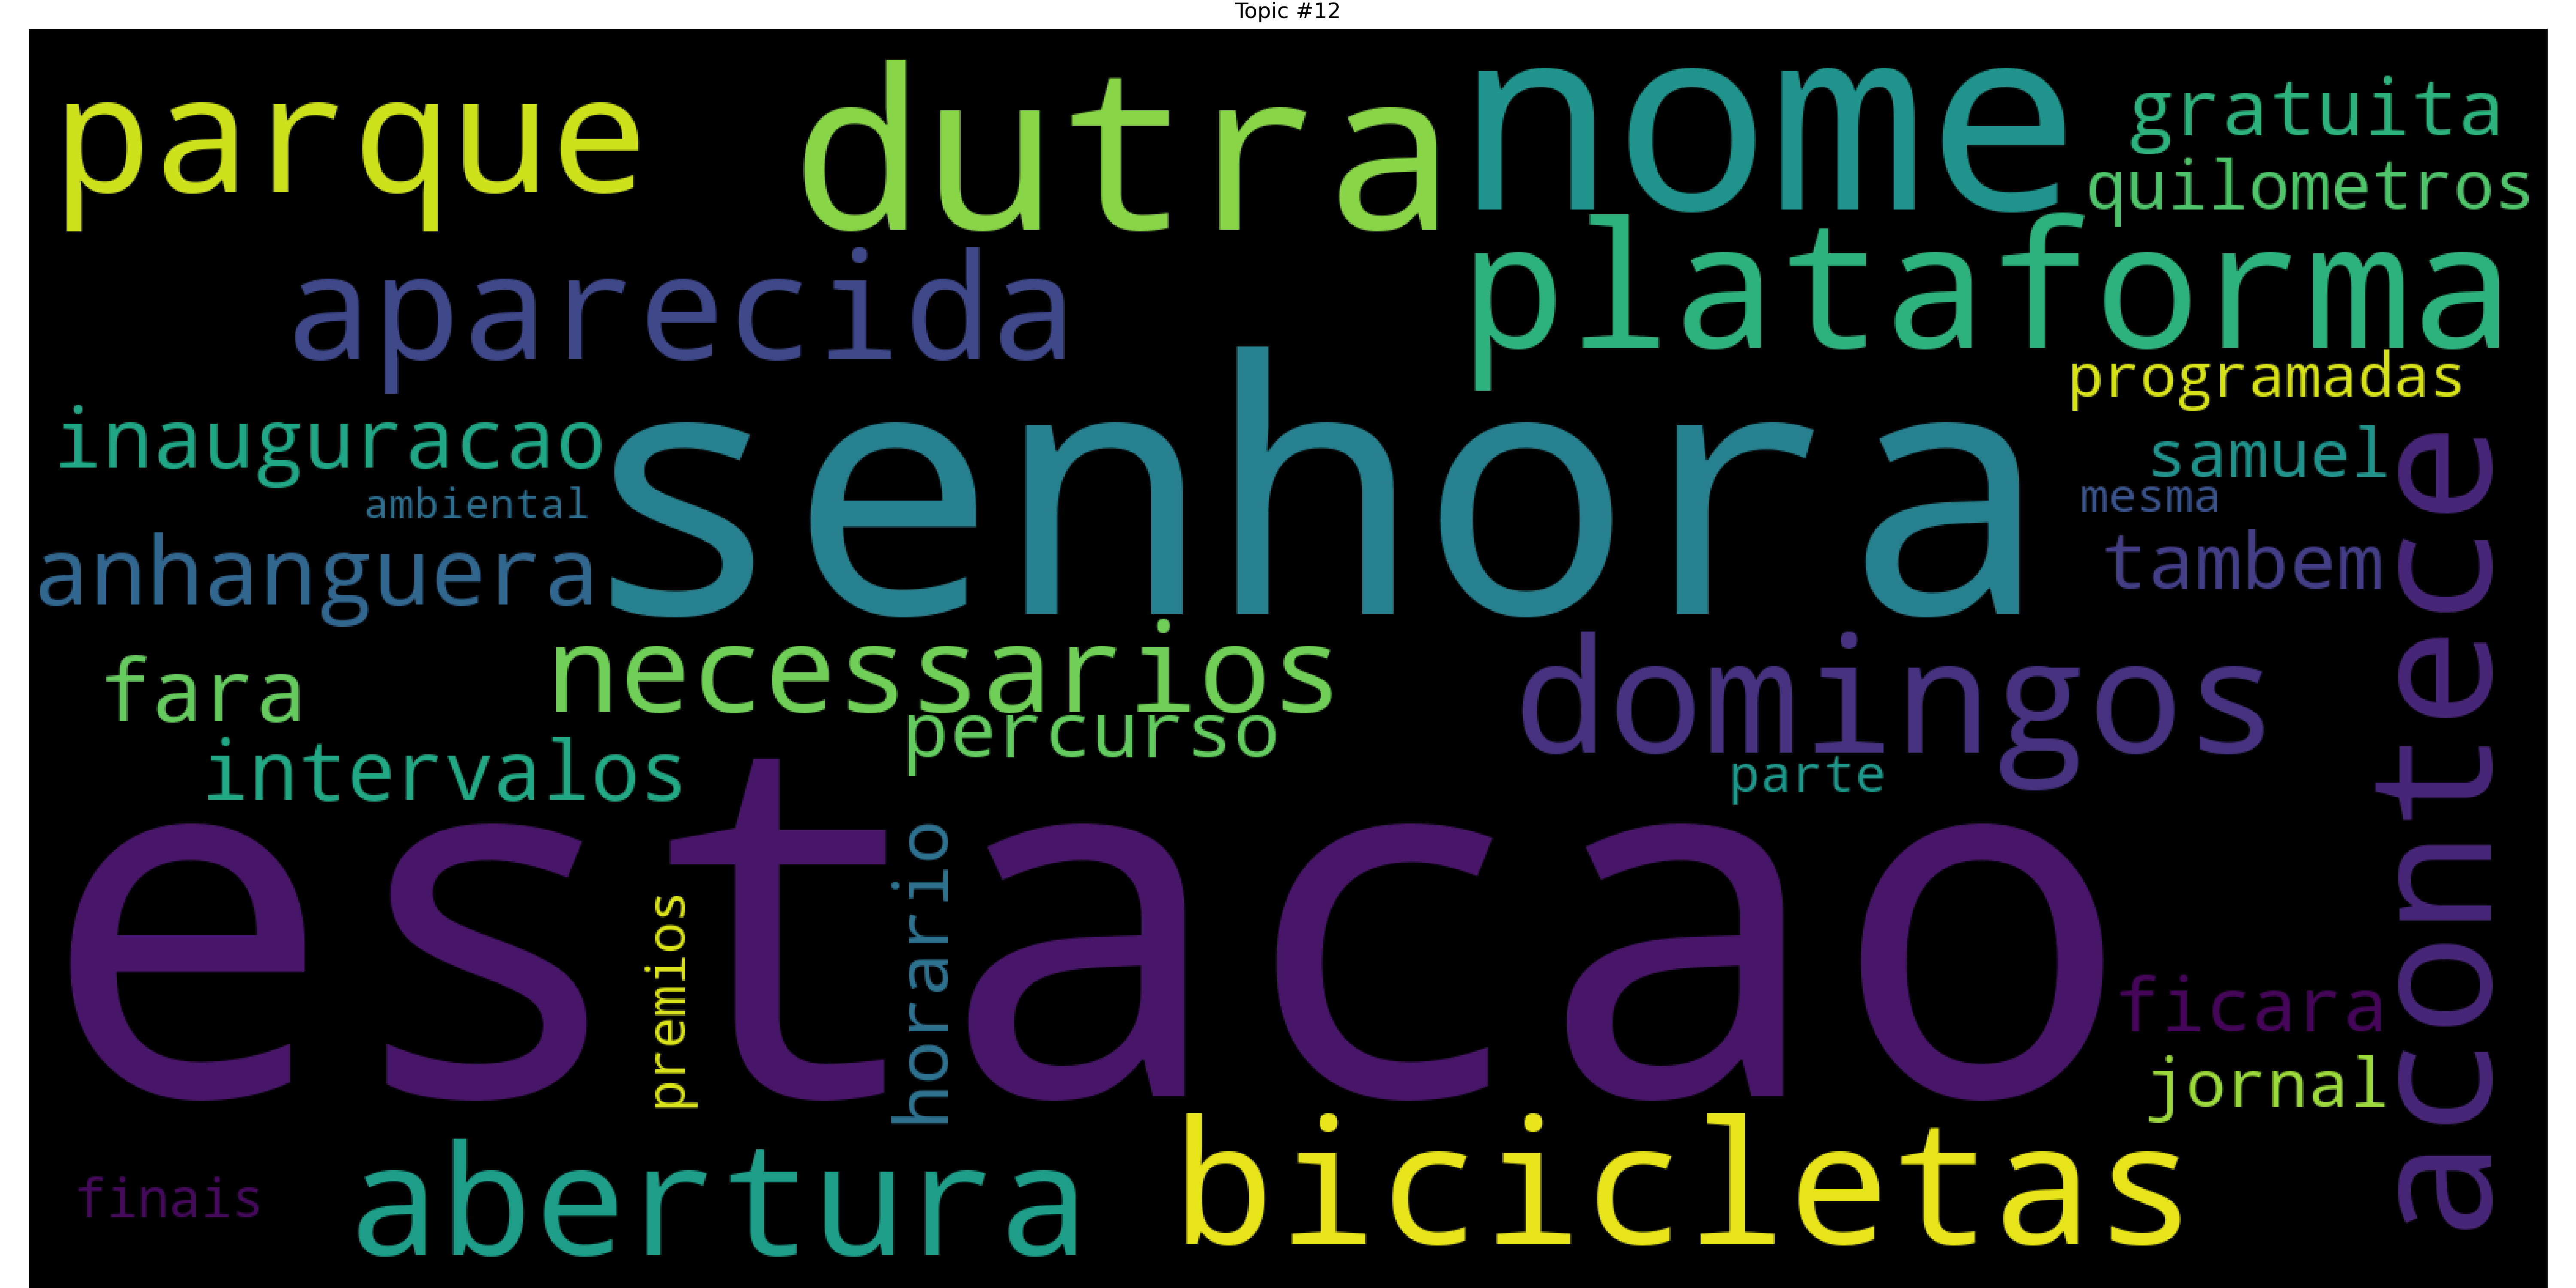 Topic #12
parque
dutra
nome
gratuita
quilometros
aparecida
plataforma
programadas
inauguracao
senhora
samuel
ambiental
mesma
anhanguera
tambem
acontece
fara
necessarios
domingos
percurso
intervalos
parte
estacao
premios
horario
ficara
jornal
finais
abertura
bicicletas